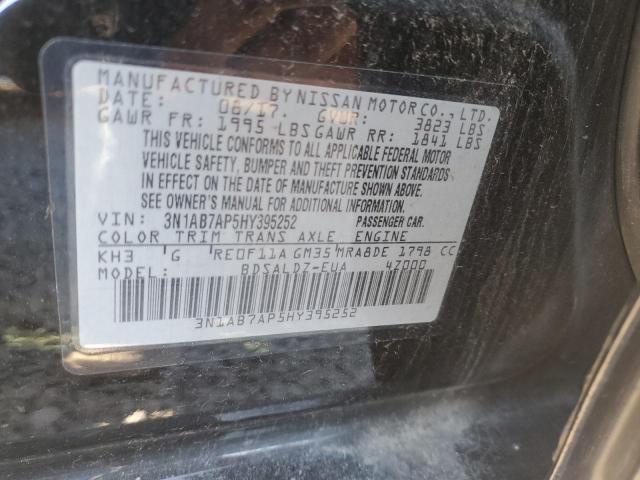 MANUFACTURED BY NISSAN MOTOR CO., LTD.
DATE: 08/17. GVWR: 3823 LBS
GAWR FR: 1995 LBS GAWR RR: 1841 LBS
THIS VEHICLE CONFORMS TO ALL APPLICABLE FEDERAL MOTOR
VEHICLE SAFETY, BUMPER AND THEFT PREVENTION STANDARDS
IN EFFECT ON THE DATE OF MANUFACTURE SHOWN ABOVE.
SEE OWNER'S MANUAL FOR ADDITIONAL INFORMATION.
VIN: 3N1AB7AP5HY395252 PASSENGER CAR.
COLOR TRIM TRANS AXLE ENGINE
KH3 G RE0F11A GM35 MRA8DE 1798 CC
MODEL: BDSALDZ-EUA 4Z000
3N1AB7AP5HY395252